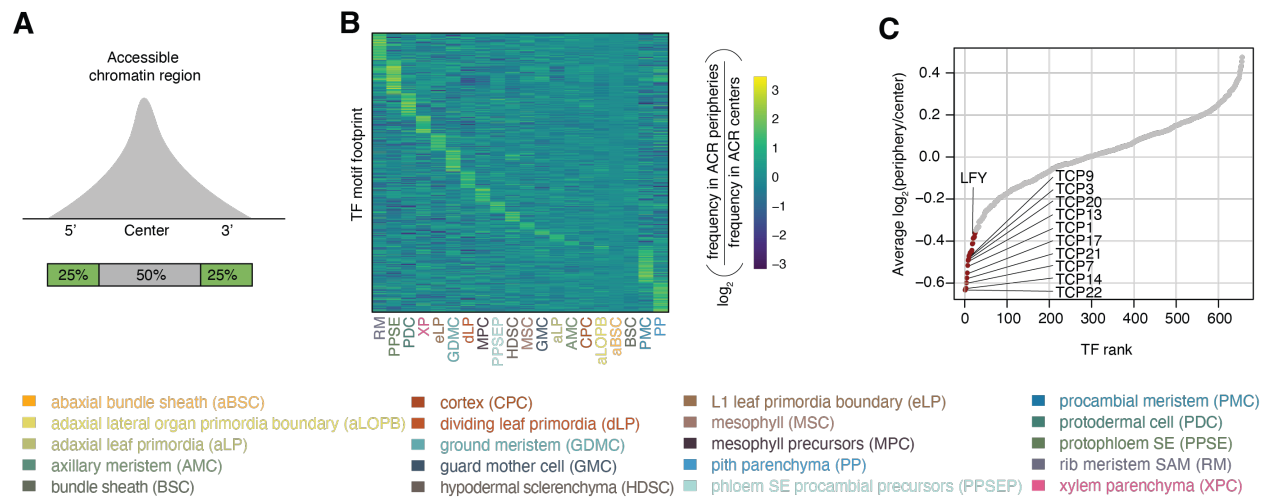 A
Accessible
chromatin region
5’
Center
3’
25%
50%
25%
B
TF motif footprint
RM
PPSE
PDC
XP
eLP
GDMC
dLP
MPC
PPSEP
HDSC
MSC
GMC
aLP
AMC
CPC
aLOPB
aBSC
BSC
PMC
PP
log2
frequency in ACR peripheries
frequency in ACR centers
3
2
1
0
−1
−2
−3
C
Average log2(periphery/center)
0.4
0.2
0.0
−0.2
−0.4
−0.6
LFY
TCP9
TCP3
TCP20
TCP13
TCP1
TCP17
TCP21
TCP7
TCP14
TCP22
0
100
200
300
400
500
600
TF rank
abaxial bundle sheath (aBSC)
adaxial lateral organ primordia boundary (aLOPB)
adaxial leaf primordia (aLP)
axillary meristem (AMC)
bundle sheath (BSC)
cortex (CPC)
dividing leaf primordia (dLP)
ground meristem (GDMC)
guard mother cell (GMC)
hypodermal sclerenchyma (HDSC)
L1 leaf primordia boundary (eLP)
mesophyll (MSC)
mesophyll precursors (MPC)
pith parenchyma (PP)
phloem SE procambial precursors (PPSEP)
procambial meristem (PMC)
protodermal cell (PDC)
protophloem SE (PPSE)
rib meristem SAM (RM)
xylem parenchyma (XPC)